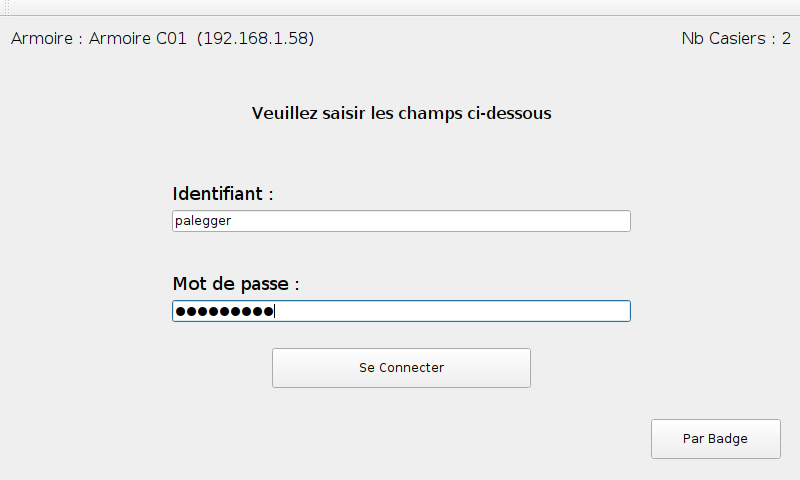 Armoire : Armoire C01 (192.168.1.58) Nb Casiers : 2
Veuillez saisir les champs ci-dessous
Identifiant :
palegger
Mot de passe :
●●●●●●●●●
Se Connecter
Par Badge